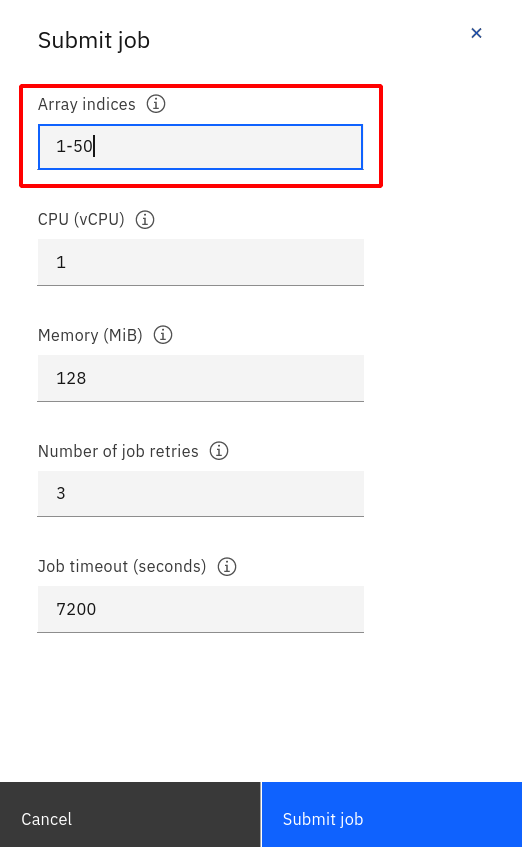 Submit job
Array indices
1-50
CPU (vCPU)
1
Memory (MiB)
128
Number of job retries
3
Job timeout (seconds)
7200
Cancel
Submit job